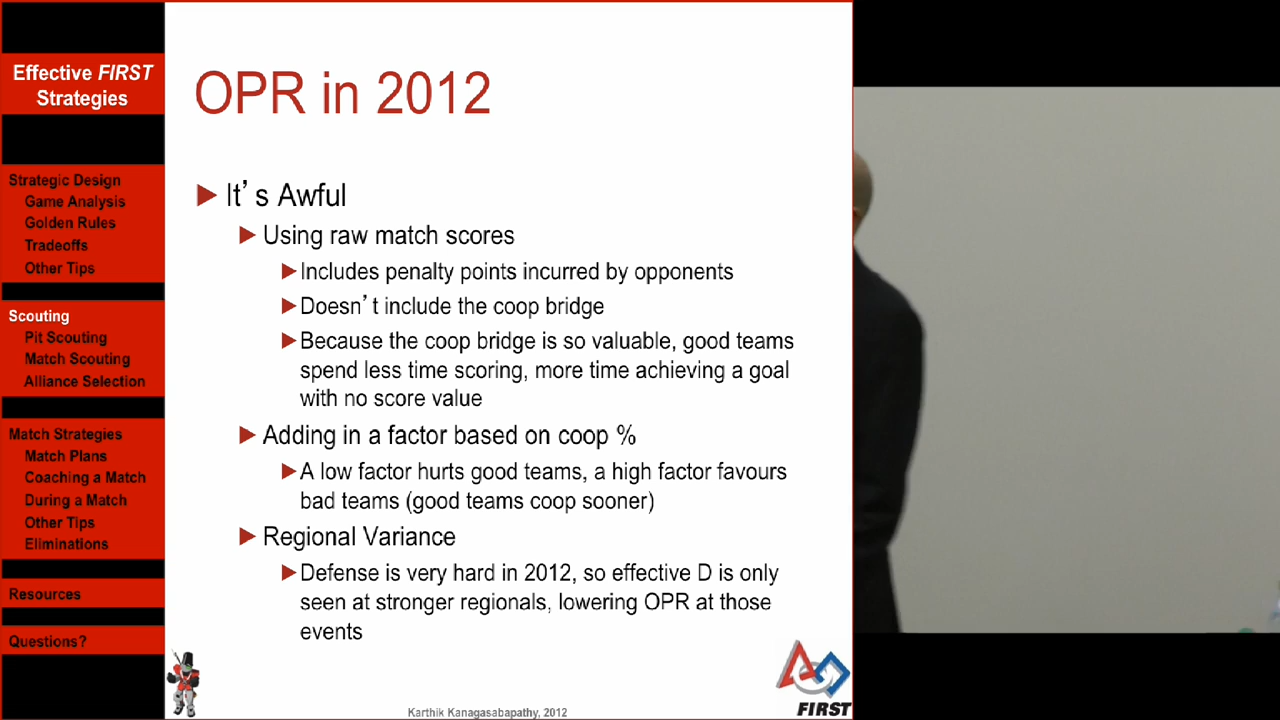 Effective FIRST
Strategies
Strategic Design
Game Analysis
Golden Rules
Tradeoffs
Other Tips
Scouting
Pit Scouting
Match Scouting
Alliance Selection
Match Strategies
Match Plans
Coaching a Match
During a Match
Other Tips
Eliminations
Resources
Questions?
OPR in 2012
It's Awful
Using raw match scores
Includes penalty points incurred by opponents
Doesn't include the coop bridge
Because the coop bridge is so valuable, good teams
spend less time scoring, more time achieving a goal
with no score value
Adding in a factor based on coop %
A low factor hurts good teams, a high factor favours
bad teams (good teams coop sooner)
Regional Variance
Defense is very hard in 2012, so effective D is only
seen at stronger regionals, lowering OPR at those
events
Karthik Kanagasabapathy, 2012
FIRST